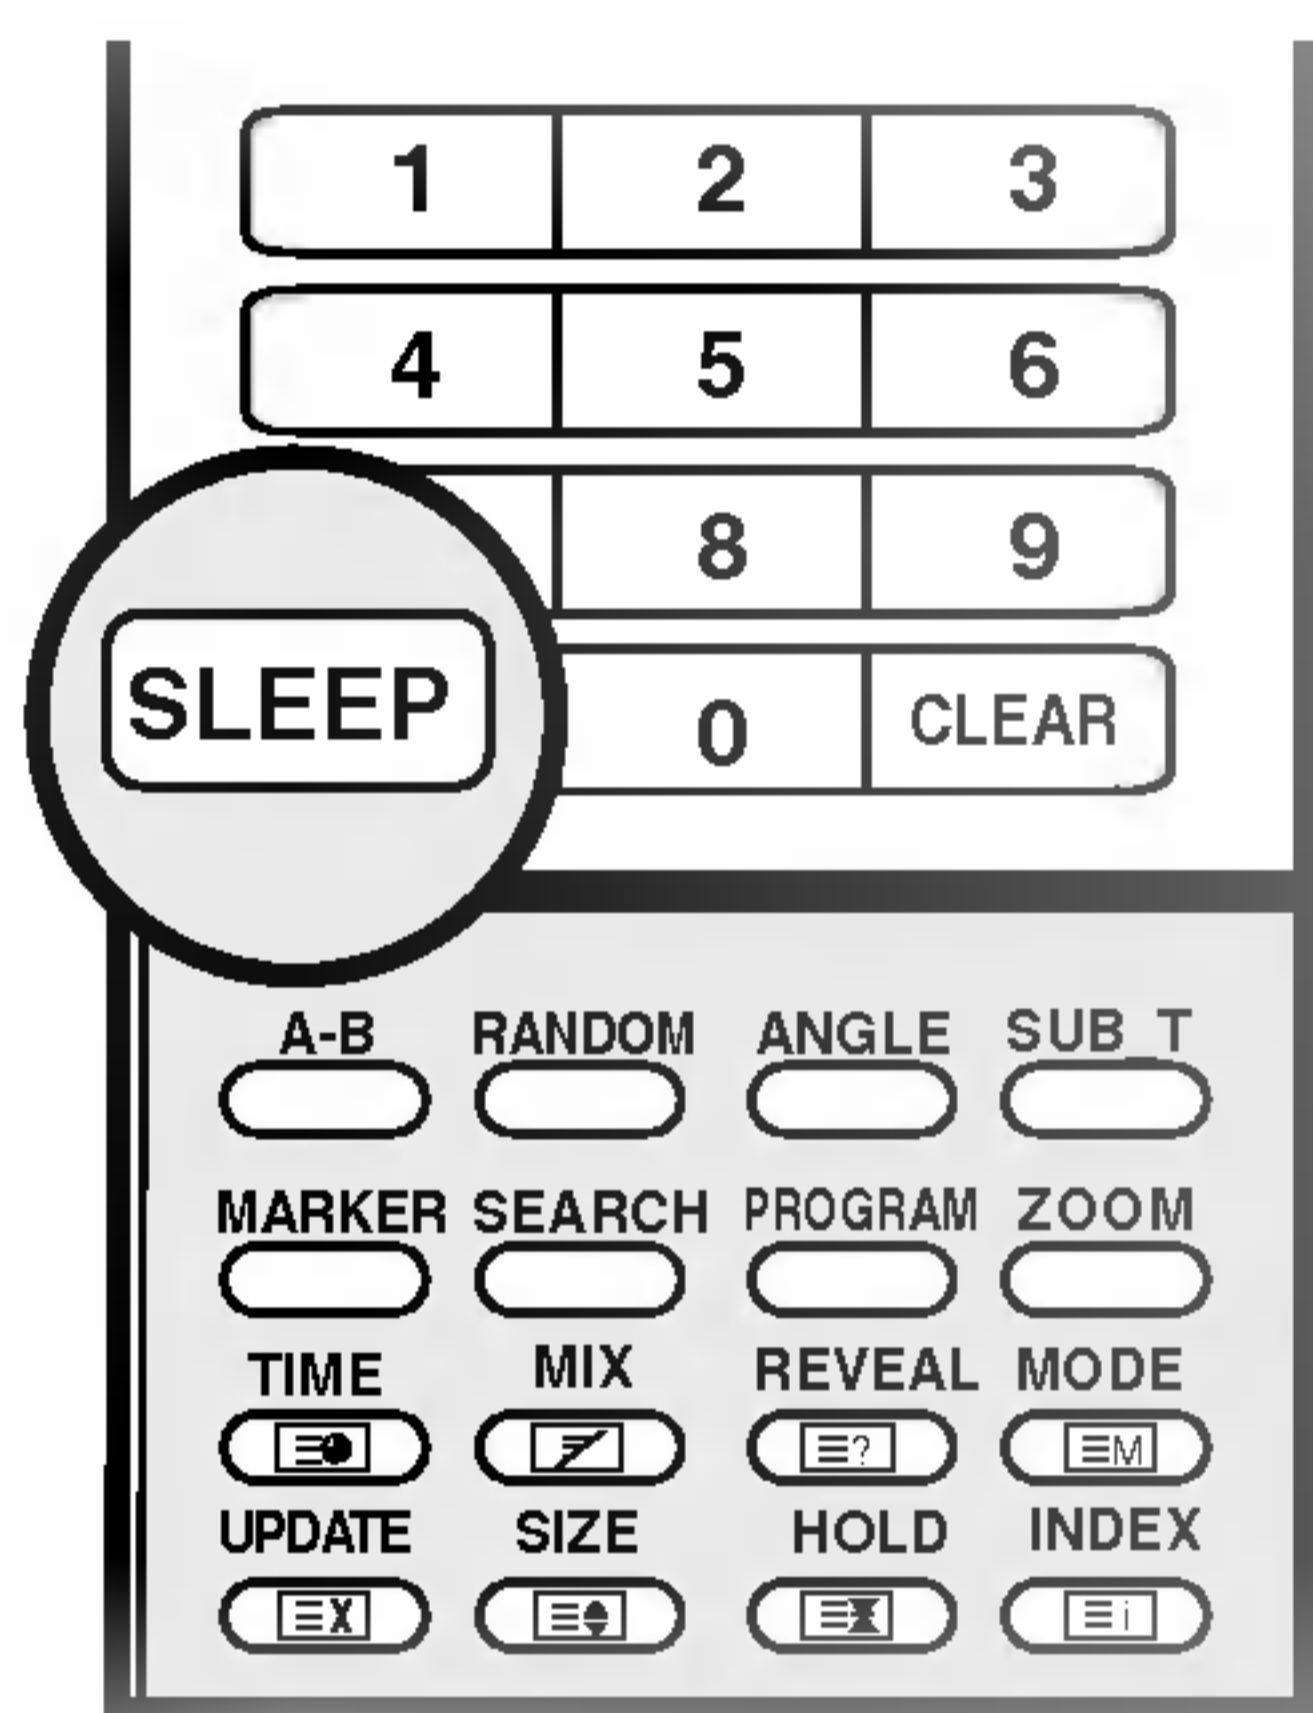 1 2 3
4 5 6
8 9
SLEEP 0 CLEAR
A-B RANDOM ANGLE SUB T
MARKER SEARCH PROGRAM ZOOM
TIME MIX REVEAL MODE
? M
UPDATE SIZE HOLD INDEX
X i